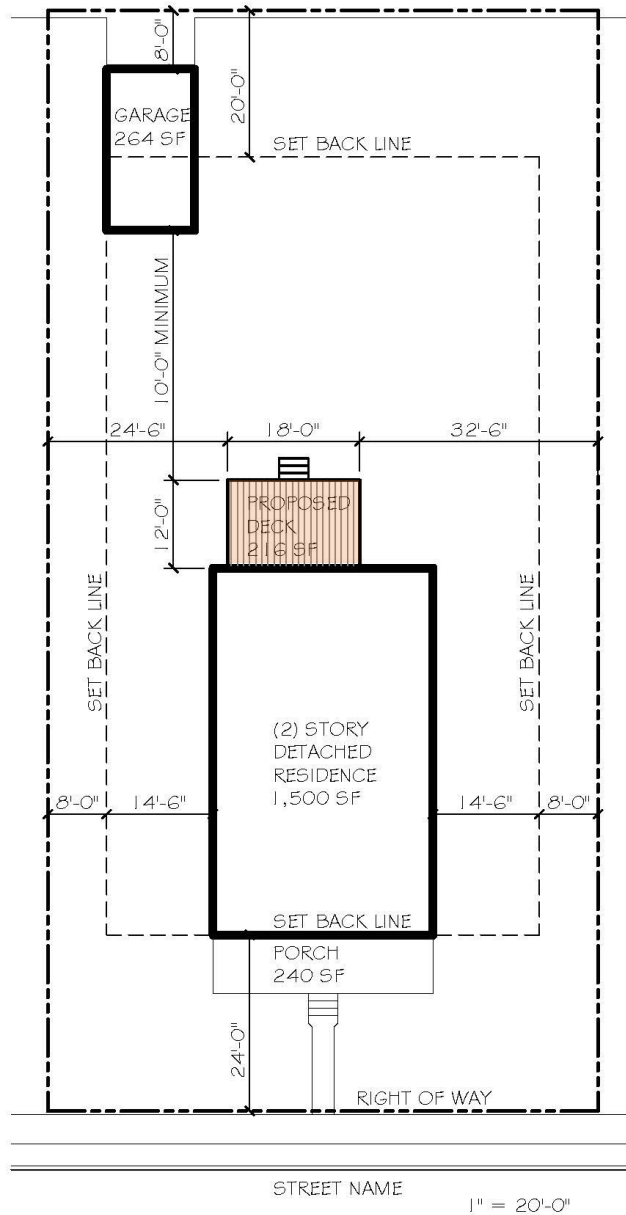 8'-0"
20'-0"
GARAGE
264 SF
SET BACK LINE
10'-0" MINIMUM
24'-6"
18'-0"
32'-6"
12'-0"
PROPOSED
DECK
216 SF
SET BACK LINE
SET BACK LINE
(2) STORY
DETACHED
RESIDENCE
1,500 SF
8'-0"
14'-6"
14'-6"
8'-0"
SET BACK LINE
PORCH
240 SF
24'-0"
RIGHT OF WAY
STREET NAME
1" = 20'-0"